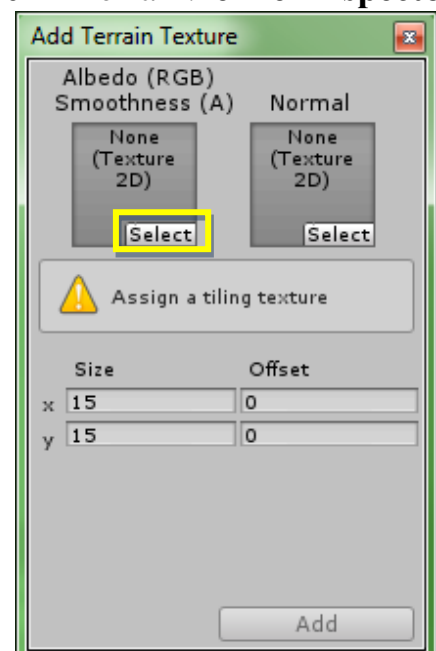 Add Terrain Texture
Albedo (RGB)
Smoothness (A) Normal
None
(Texture
2D)
Select
None
(Texture
2D)
Select
Assign a tiling texture
Size Offset
x 15 0
y 15 0
Add